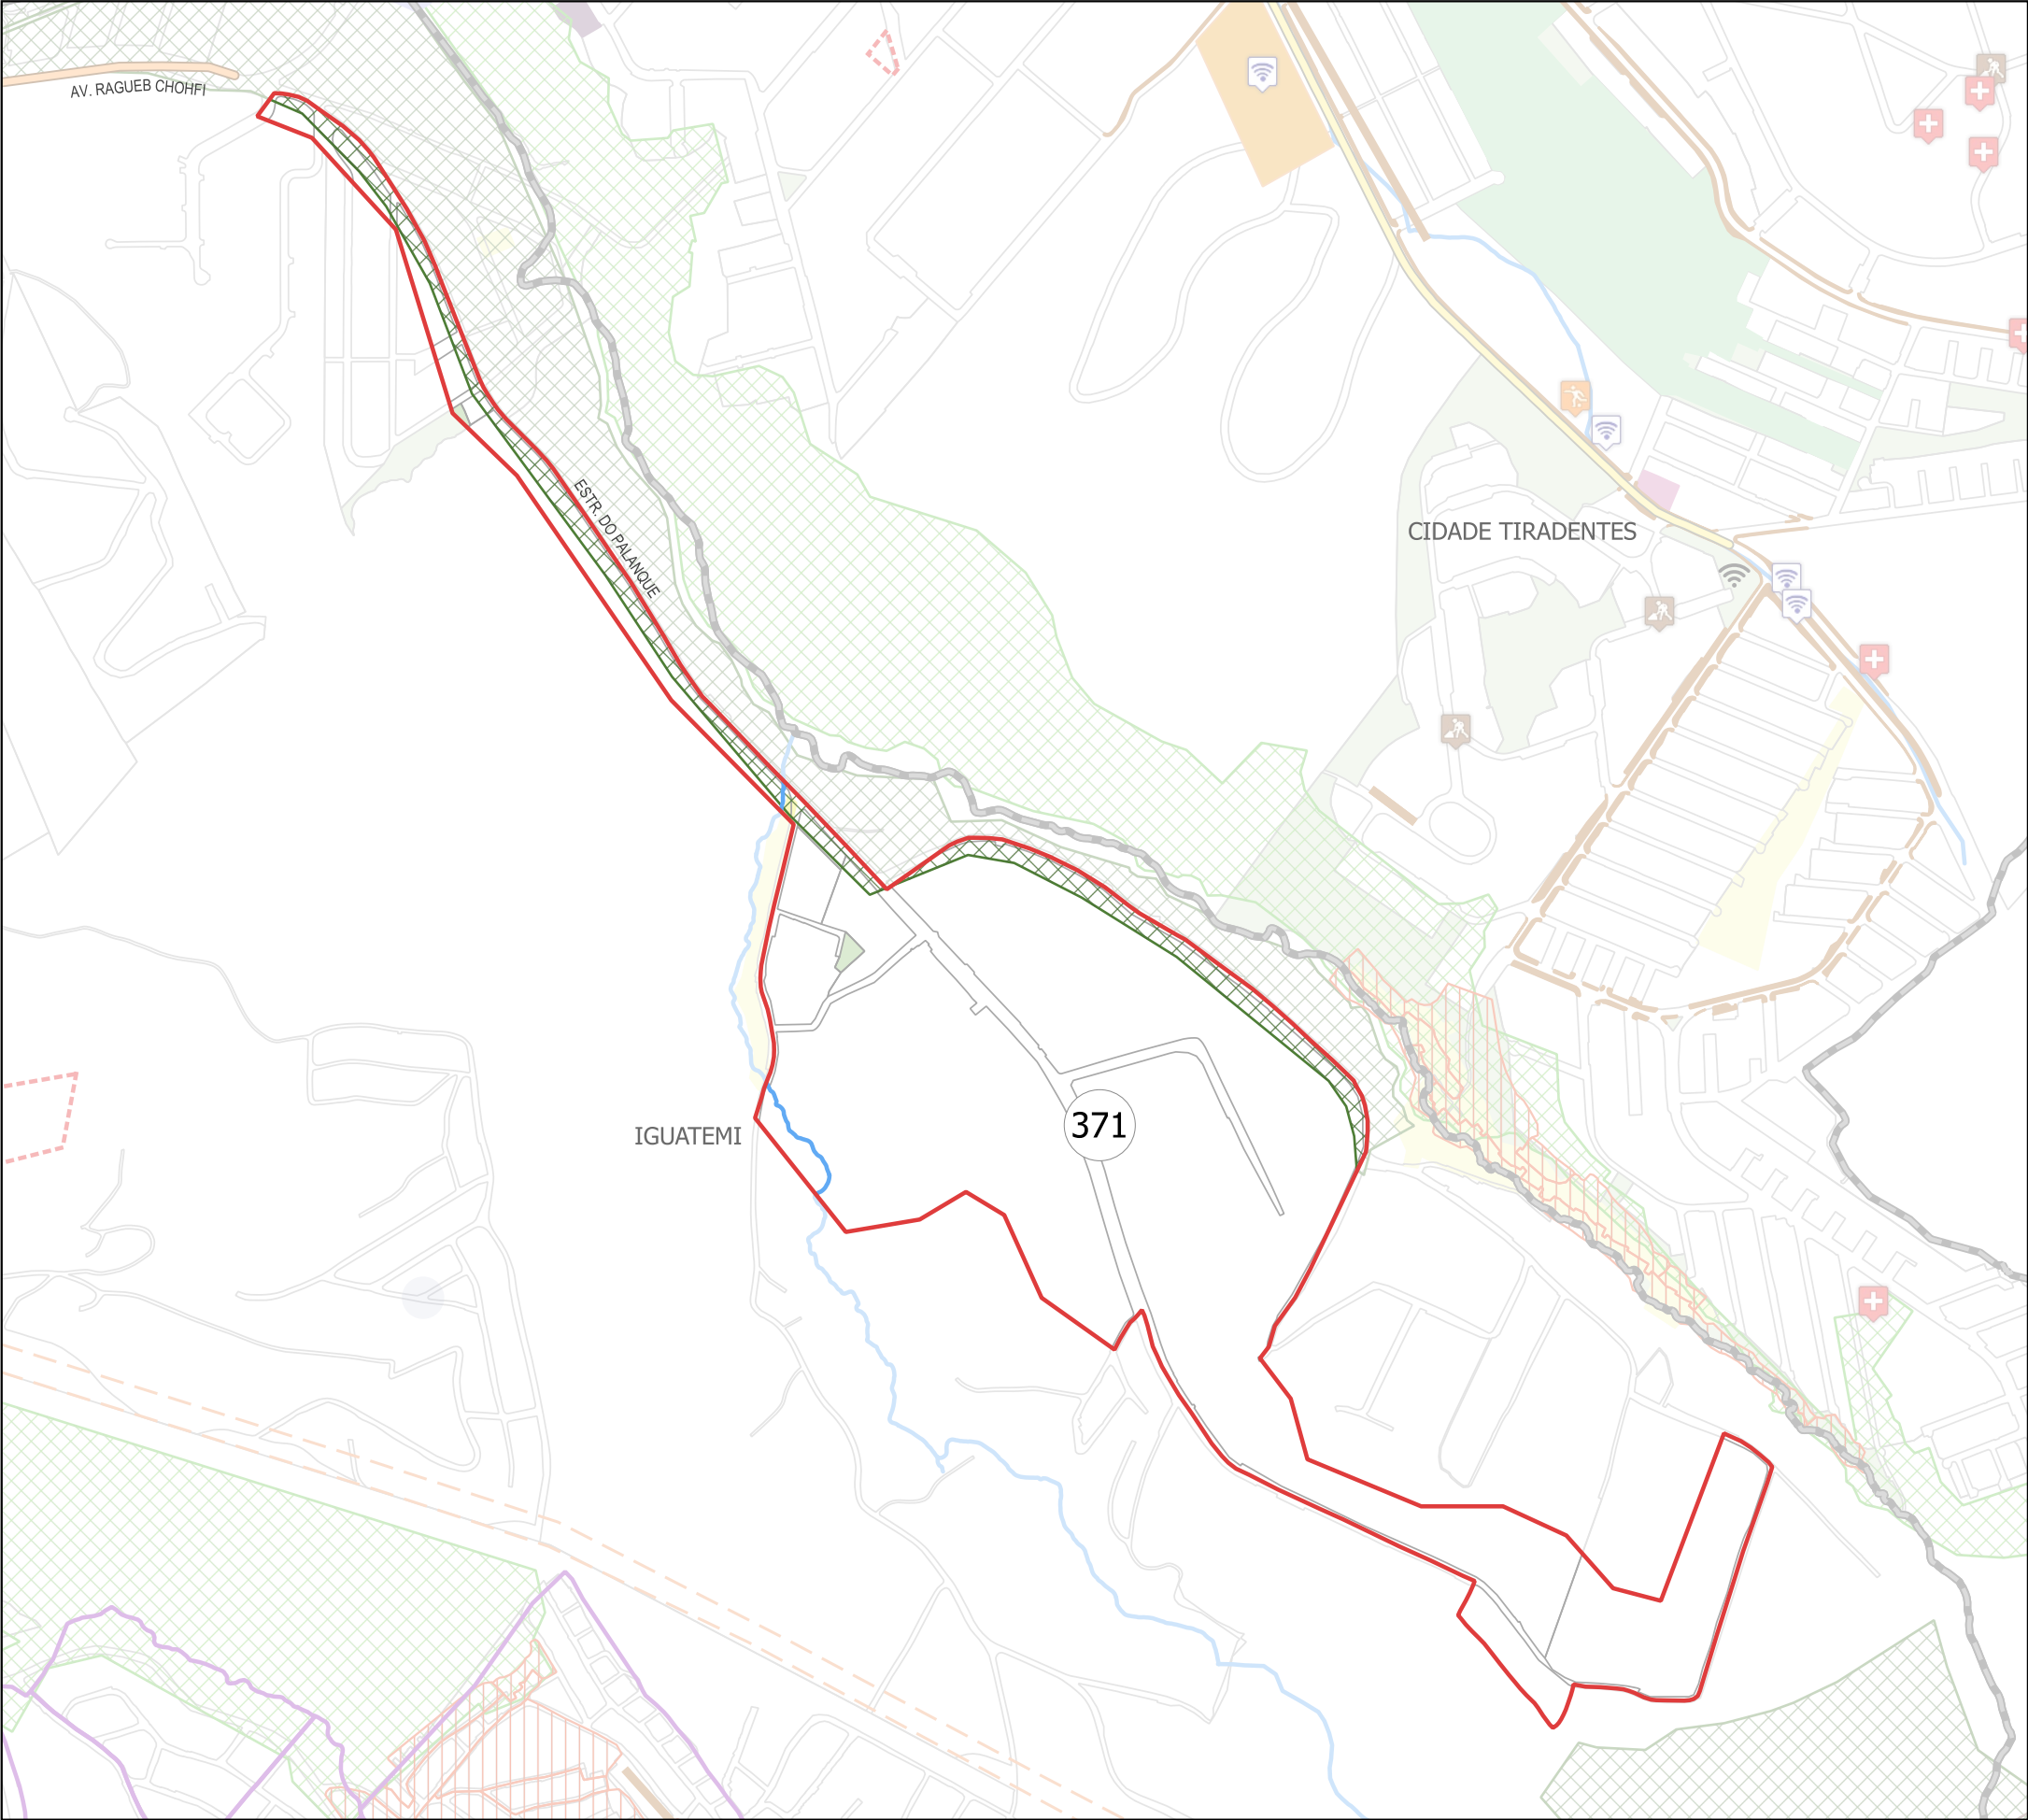 AV. RAGUEB CHOHFI
ESTR. DO PALANQUE
CIDADE TIRADENTES
371
IGUATEMI